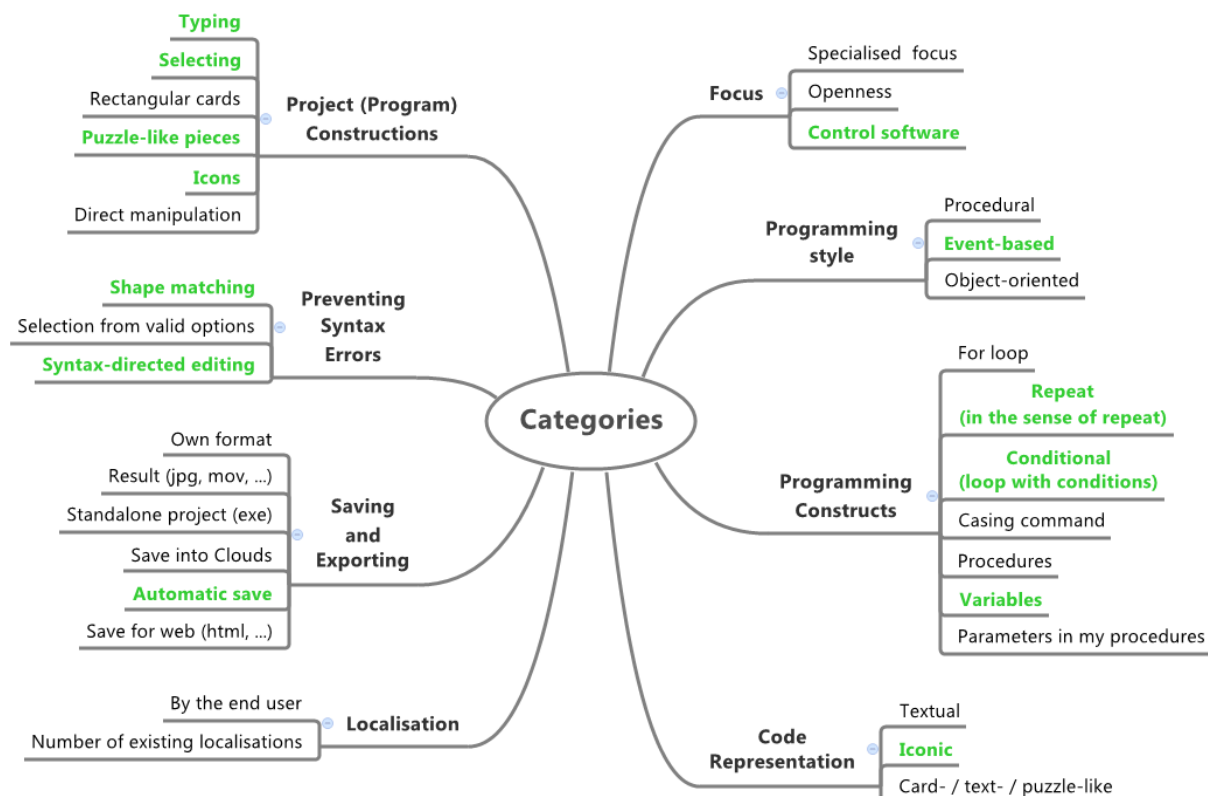 Typing
Selecting
Rectangular cards
Puzzle-like pieces
Icons
Direct manipulation
Project (Program)
Constructions
Shape matching
Selection from valid options
Syntax-directed editing
Preventing
Syntax
Errors
Own format
Result (jpg, mov, ...)
Standalone project (exe)
Save into Clouds
Automatic save
Save for web (html, ...)
Saving
and
Exporting
By the end user
Number of existing localisations
Localisation
Categories
Focus
Specialised focus
Openness
Control software
Programming
style
Procedural
Event-based
Object-oriented
Programming
Constructs
For loop
Repeat
(in the sense of repeat)
Conditional
(loop with conditions)
Casing command
Procedures
Variables
Parameters in my procedures
Code
Representation
Textual
Iconic
Card- / text- / puzzle-like